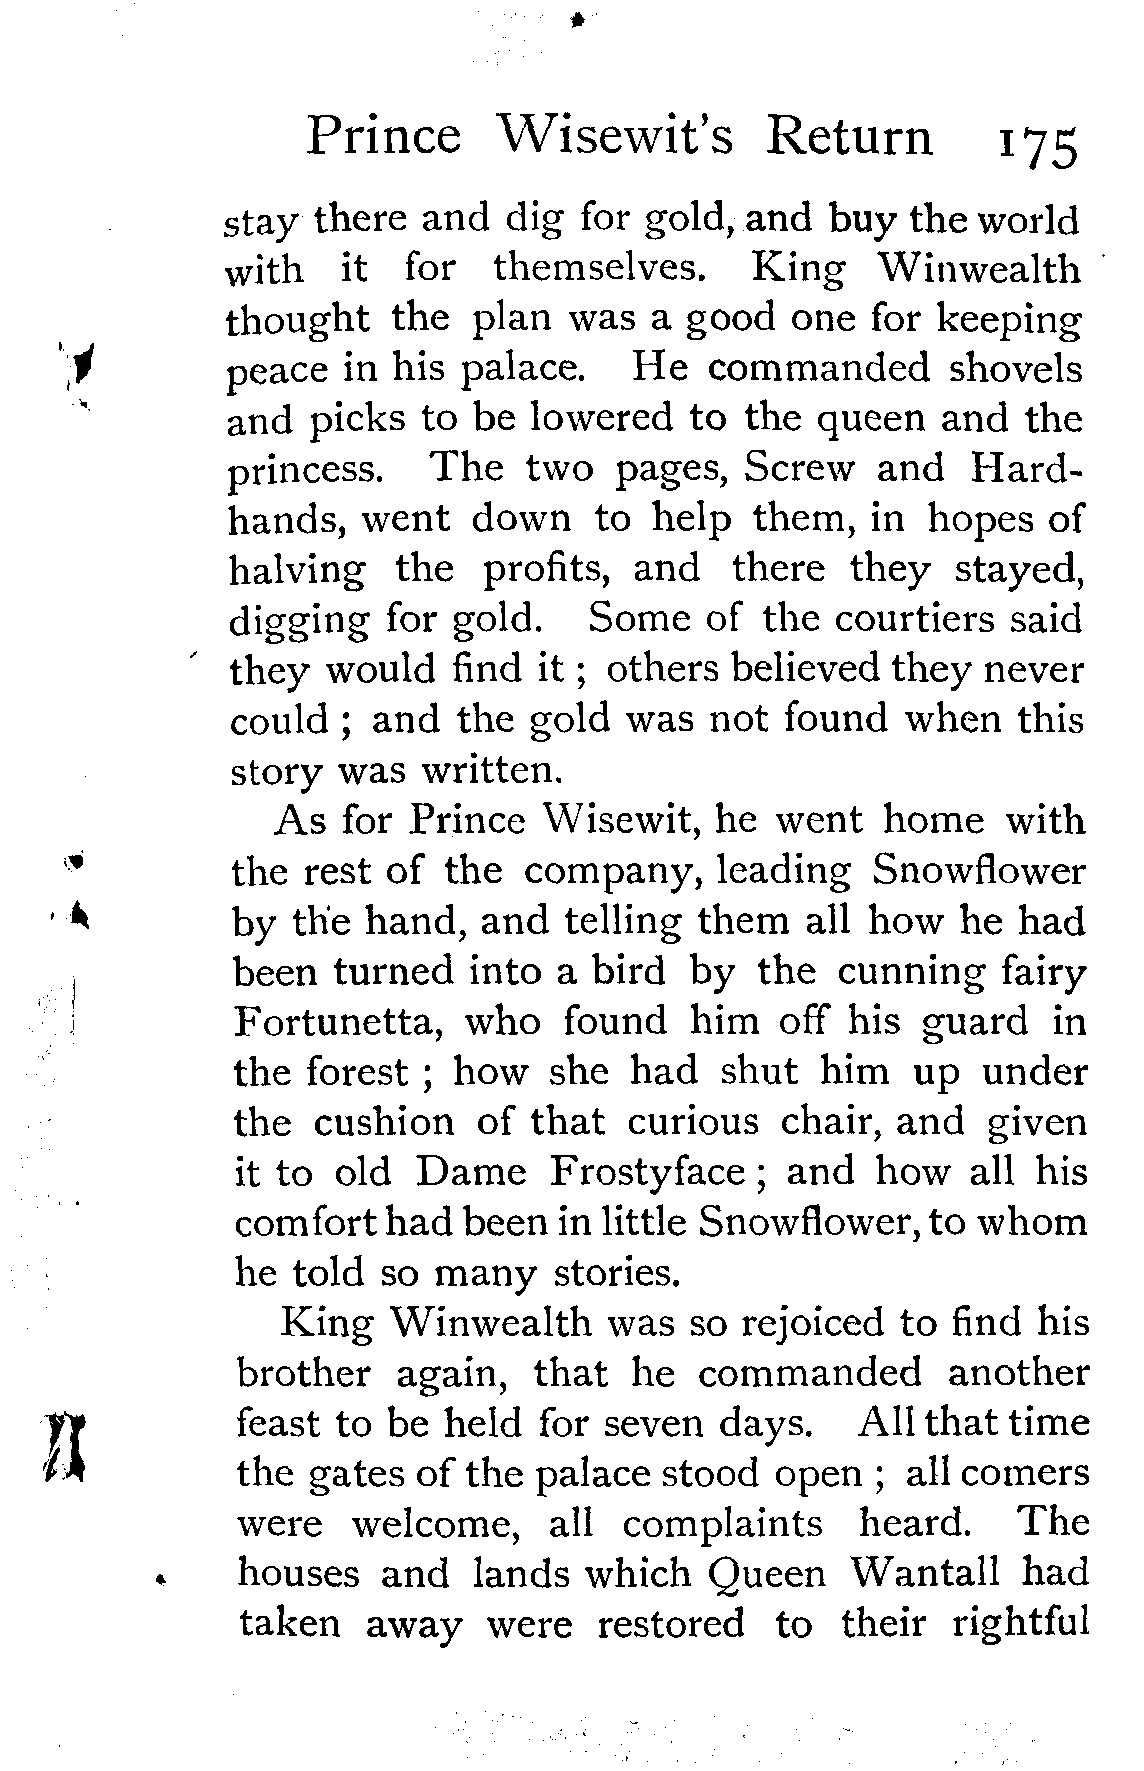 Prince Wisewit's Return 175
stay there and dig for gold, and buy the world
with it for themselves. King Winwealth
thought the plan was a good one for keeping
peace in his palace. He commanded shovels
and picks to be lowered to the queen and the
princess. The two pages, Screw and Hard-
hands, went down to help them, in hopes of
halving the profits, and there they stayed,
digging for gold. Some of the courtiers said
they would find it ; others believed they never
could ; and the gold was not found when this
story was written.
As for Prince Wisewit, he went home with
the rest of the company, leading Snowflower
by the hand, and telling them all how he had
been turned into a bird by the cunning fairy
Fortunetta, who found him off his guard in
the forest ; how she had shut him up under
the cushion of that curious chair, and given
it to old Dame Frostyface ; and how all his
comfort had been in little Snowflower, to whom
he told so many stories.
King Winwealth was so rejoiced to find his
brother again, that he commanded another
feast to be held for seven days. All that time
the gates of the palace stood open ; all comers
were welcome, all complaints heard. The
houses and lands which Queen Wantall had
taken away were restored to their rightful